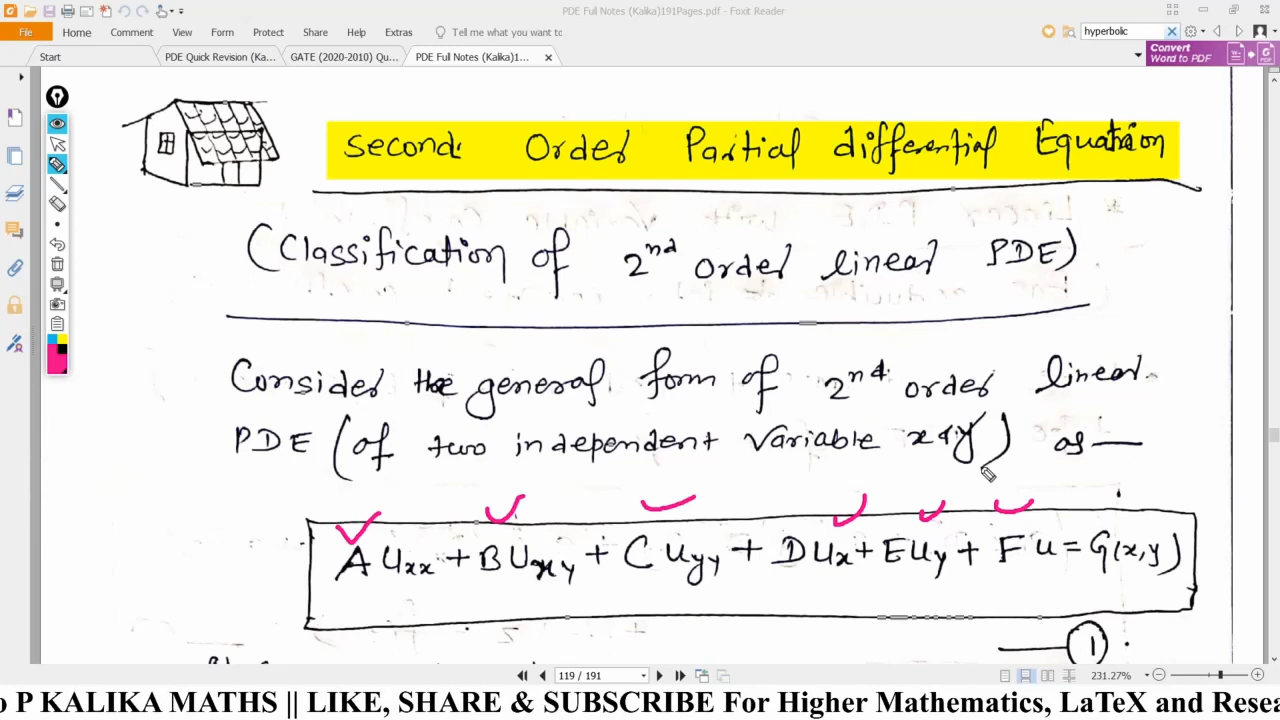 PDE Full Notes (Kalika)191Pages.pdf - Foxit Reader
File Home Comment View Form Protect Share Help Extras Tell me what you want to hyperbolic
Start PDE Quick Revision (Ka... GATE (2020-2010) Qu... PDE Full Notes (Kalika)1...
Convert
Word to PDF
Second Order Partial differential Equation
(Classification of 2nd order linear PDE)
Consider the general form of 2nd order linear
PDE (of two independent variable x & y) as —
A Uxx + B Uxy + C Uyy + D Ux + E Uy + F U = G(x, y)
1
119 / 191 231.27%
o P KALIKA MATHS || LIKE, SHARE & SUBSCRIBE For Higher Mathematics, LaTeX and Resea